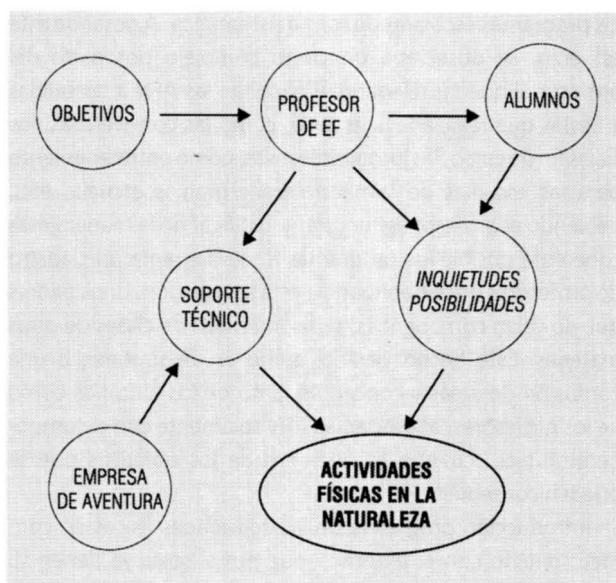 OBJETIVOS
PROFESOR
DE EF
ALUMNOS
SOPORTE
TÉCNICO
INQUIETUDES
POSIBILIDADES
EMPRESA
DE AVENTURA
ACTIVIDADES
FÍSICAS EN LA
NATURALEZA